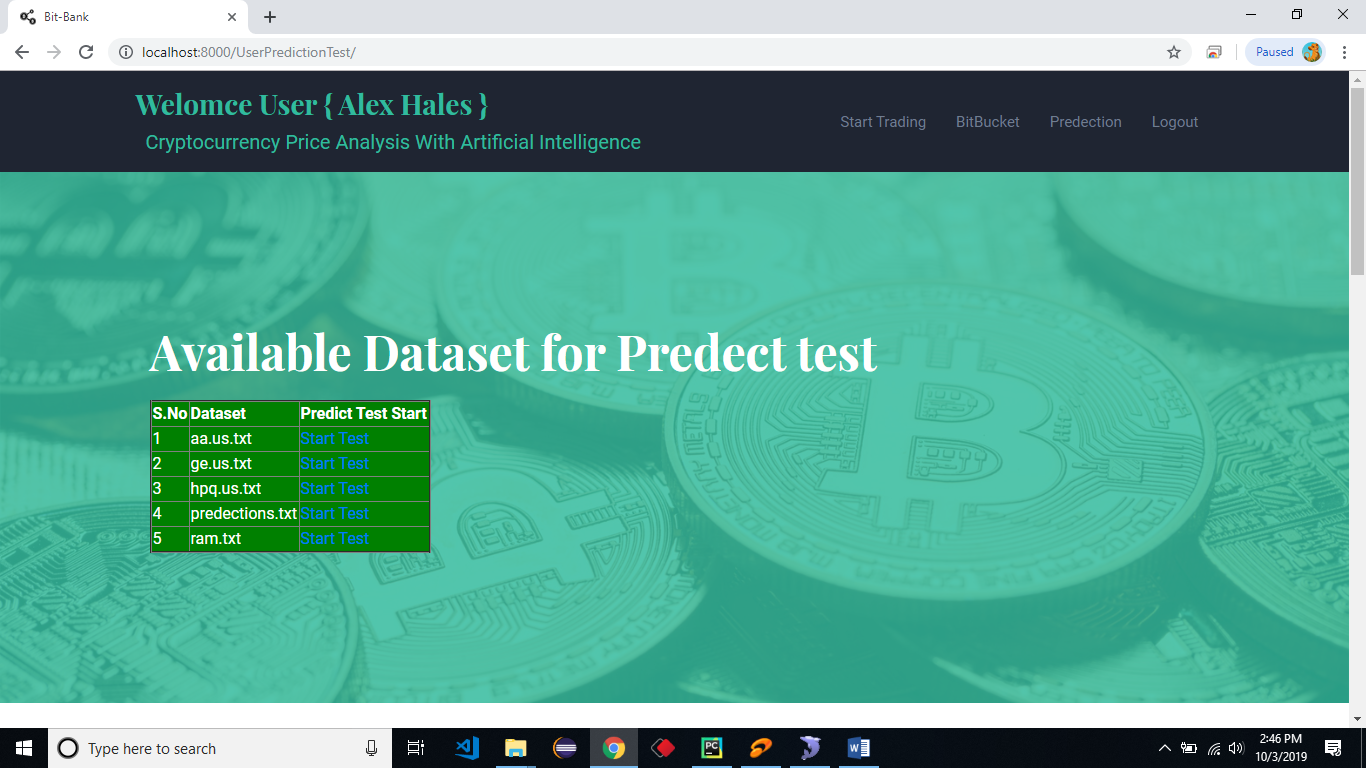 Bit-Bank
localhost:8000/UserPredictionTest/
Paused
Welomce User { Alex Hales }
Cryptocurrency Price Analysis With Artificial Intelligence
Start Trading BitBucket Predection Logout
Available Dataset for Predect test
S.No Dataset Predict Test Start
1 aa.us.txt Start Test
2 ge.us.txt Start Test
3 hpq.us.txt Start Test
4 predections.txt Start Test
5 ram.txt Start Test
Type here to search
PC
2:46 PM
10/3/2019